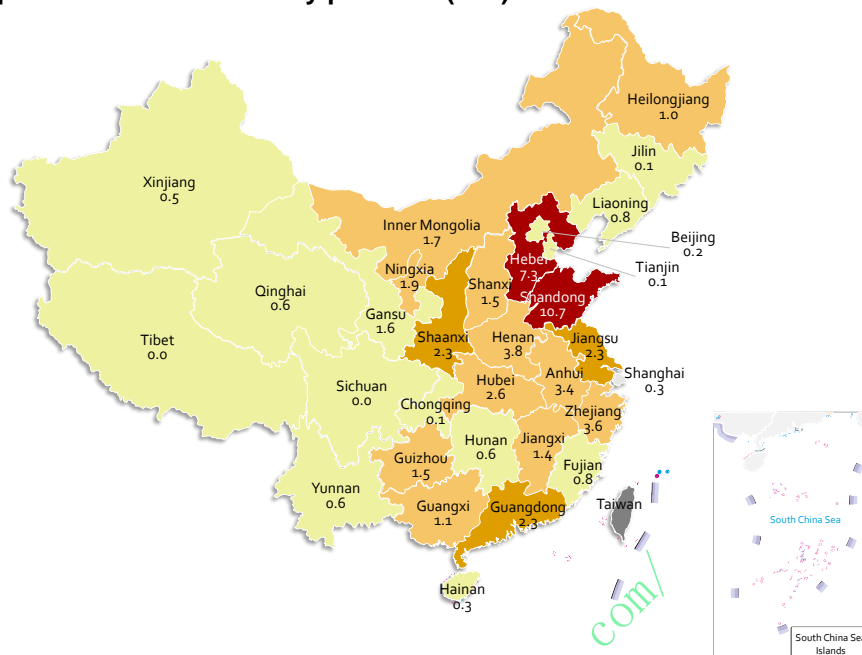 Heilongjiang
1.0
Jilin
0.1
Xinjiang
0.5
Liaoning
0.8
Inner Mongolia
1.7
Beijing
0.2
Hebei
7.3
Tianjin
0.1
Ningxia
1.9
Shanxi
1.5
Qinghai
0.6
Shandong
10.7
Gansu
1.6
Tibet
0.0
Shaanxi
2.3
Henan
3.8
Jiangsu
2.3
Shanghai
0.3
Anhui
3.4
Hubei
2.6
Sichuan
0.0
Chongqing
0.1
Zhejiang
3.6
Hunan
0.6
Jiangxi
1.4
Guizhou
1.5
Fujian
0.8
Yunnan
0.6
Guangxi
1.1
Guangdong
2.3
Taiwan
Hainan
0.3
com/
South China Sea
South China Sea
Islands